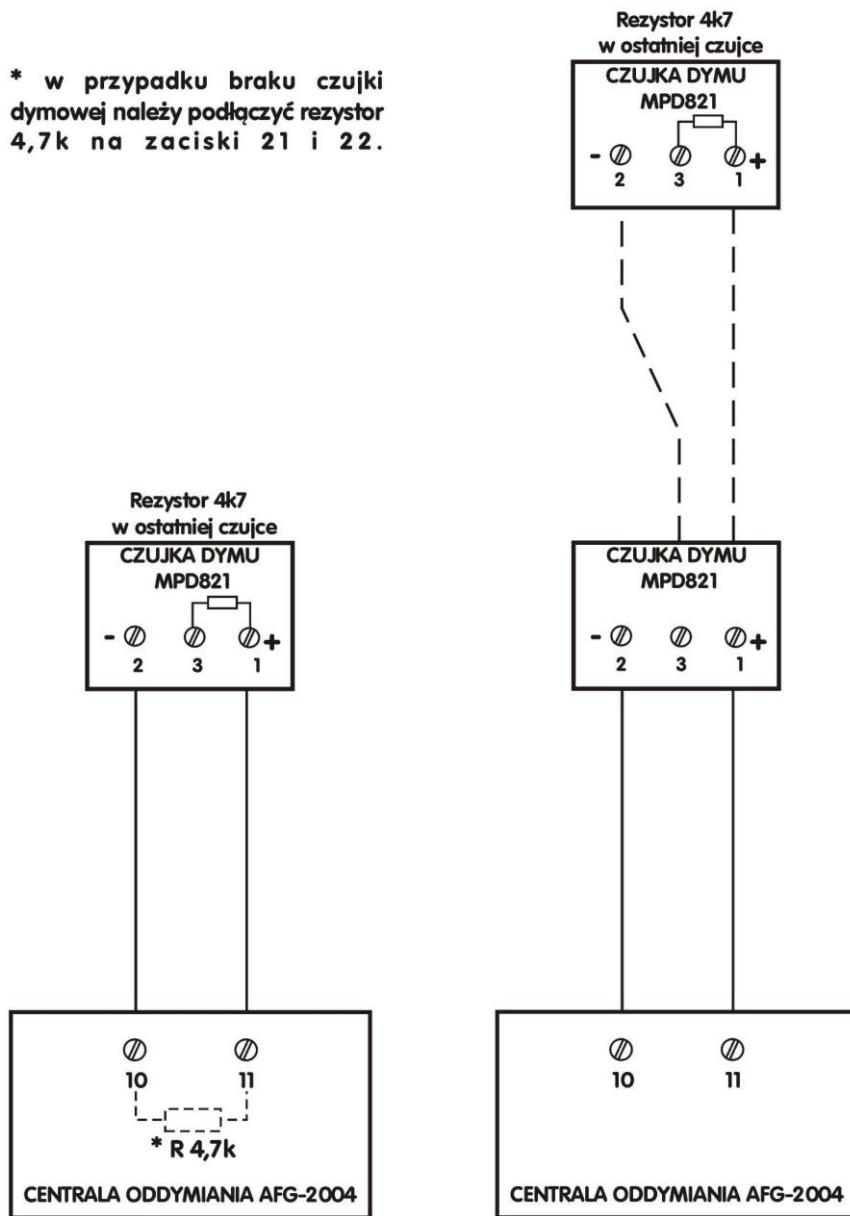 * w przypadku braku czujki
dymowej należy podłączyć rezystor
4,7k na zaciski 21 i 22.
Rezystor 4k7
w ostatniej czujce
CZUJKA DYMU
MPD821
- +
2 3 1
Rezystor 4k7
w ostatniej czujce
CZUJKA DYMU
MPD821
- +
2 3 1
CZUJKA DYMU
MPD821
- +
2 3 1
10 11
* R 4,7k
CENTRALA ODDYMIANIA AFG-2004
10 11
CENTRALA ODDYMIANIA AFG-2004